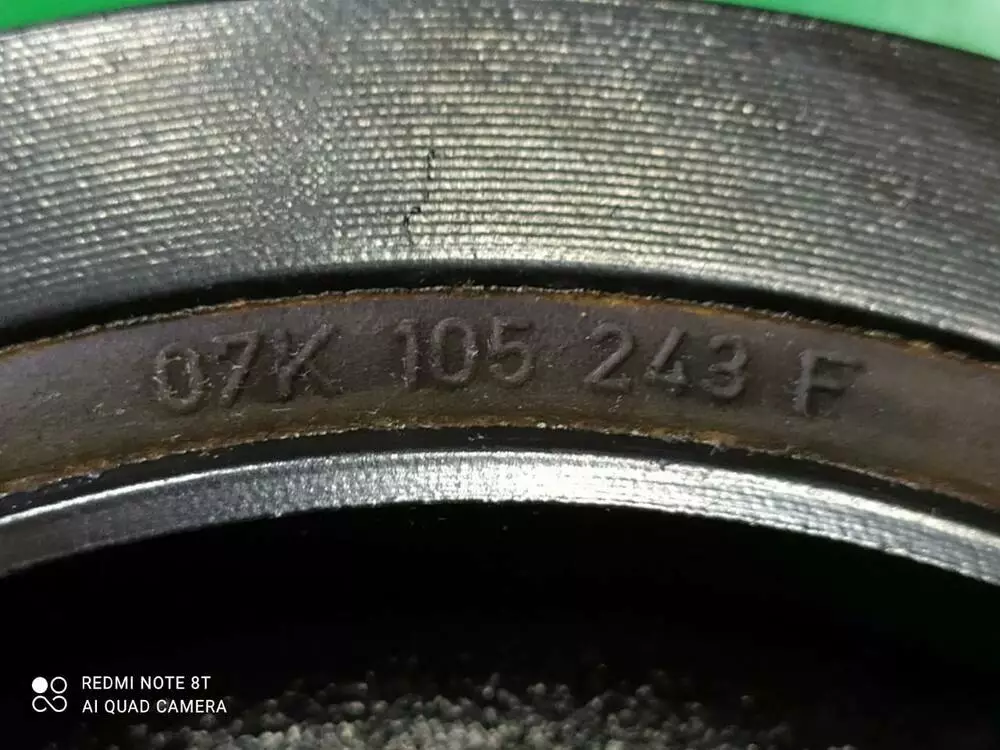 07K 105 243 F
REDMI NOTE 8T
AI QUAD CAMERA